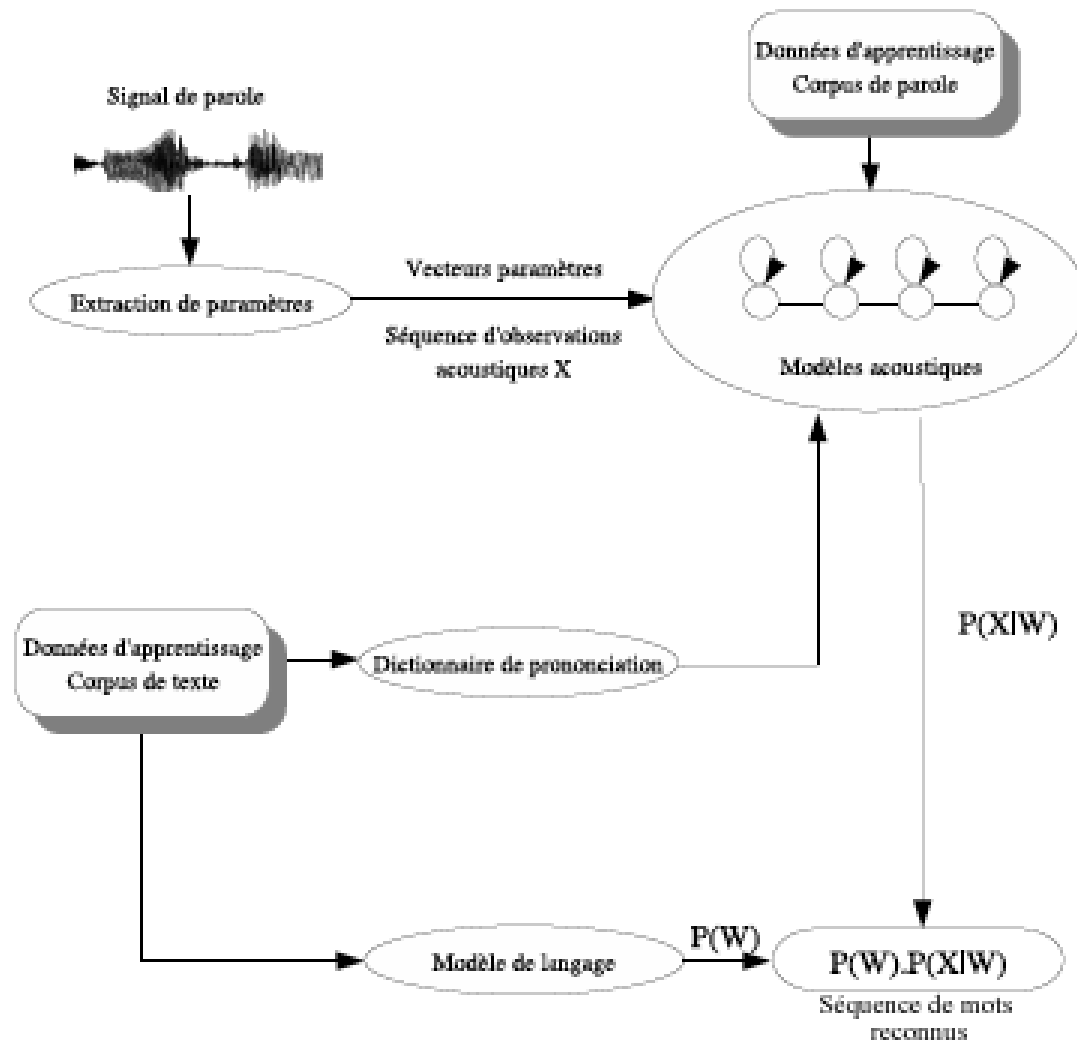 Données d'apprentissage
Corpus de parole
Signal de parole
Vecteurs paramètres
Extraction de paramètres
Séquence d'observations
acoustiques X
Modèles acoustiques
P(X|W)
Données d'apprentissage
Corpus de texte
Dictionnaire de prononciation
P(W)
Modèle de langage
P(W).P(X|W)
Séquence de mots
reconnus